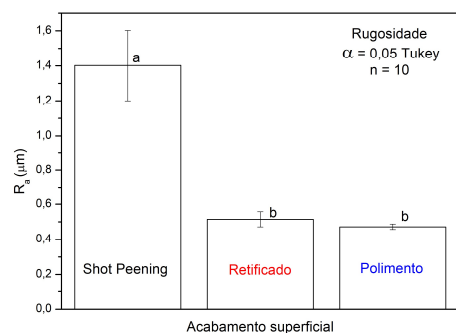 Rugosidade
α = 0,05 Tukey
n = 10
1,6
1,4
1,2
1,0
0,8
0,6
0,4
0,2
0,0
Ra (μm)
a
b
b
Shot Peening
Retificado
Polimento
Acabamento superficial